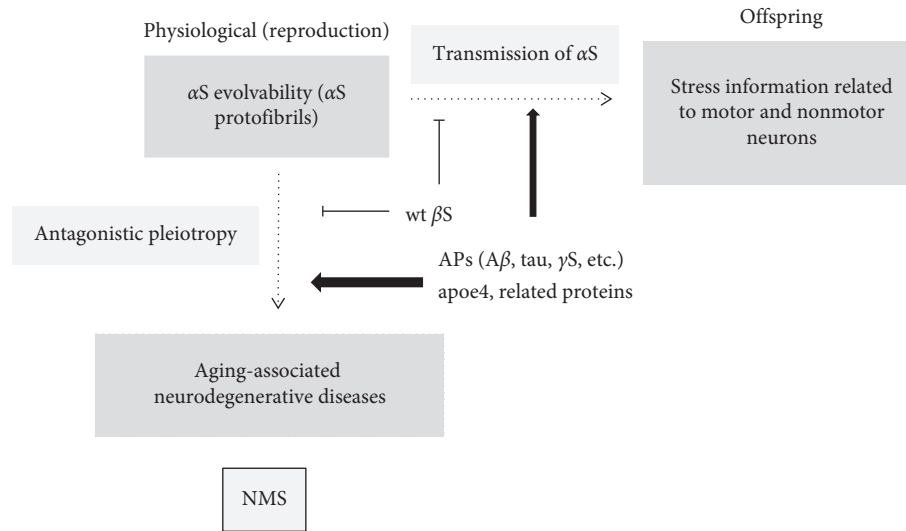 Offspring
Physiological (reproduction)
Transmission of αS
αS evolvability (αS
protofibrils)
Stress information related
to motor and nonmotor
neurons
wt βS
Antagonistic pleiotropy
APs (Aβ, tau, γS, etc.)
apoe4, related proteins
Aging-associated
neurodegenerative diseases
NMS